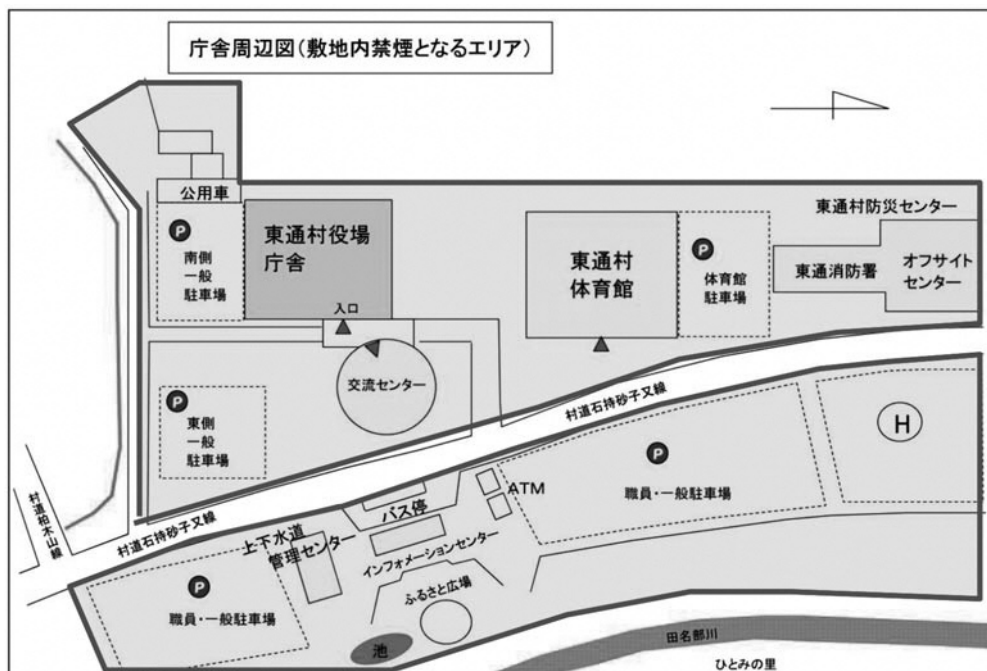 庁舎周辺図(敷地内禁煙となるエリア)
公用車
P
南側
一般
駐車場
東通村役場
庁舎
入口
交流センター
東通村
体育館
P
体育館
駐車場
東通村防災センター
東通消防署
オフサイト
センター
P
東側
一般
駐車場
村道石持砂子又線
H
P
職員・一般駐車場
ATM
バス停
村道柏木山線
村道石持砂子又線
上下水道
管理センター
インフォメーションセンター
ふるさと広場
P
職員・一般駐車場
池
田名部川
ひとみの里